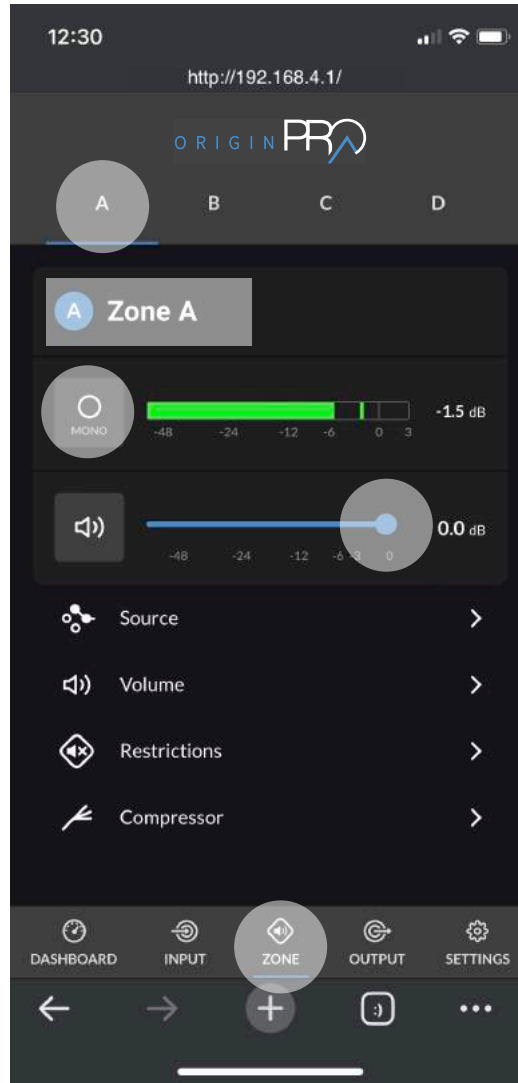 12:30
http://192.168.4.1/
ORIGIN PRO
A B C D
A Zone A
MONO
-1.5 dB
-48 -24 -12 -6 0 3
0.0 dB
-48 -24 -12 -6 -3 0
Source
Volume
Restrictions
Compressor
DASHBOARD INPUT ZONE OUTPUT SETTINGS
:)